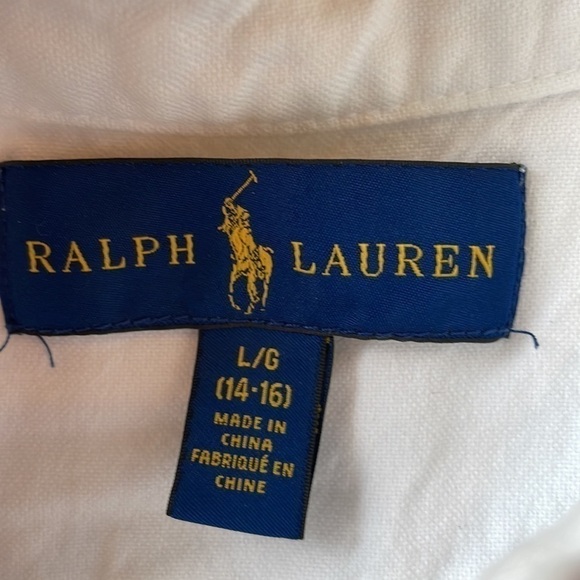 RALPH LAUREN
L/G
(14-16)
MADE IN
CHINA
FABRIQUÉ EN
CHINE